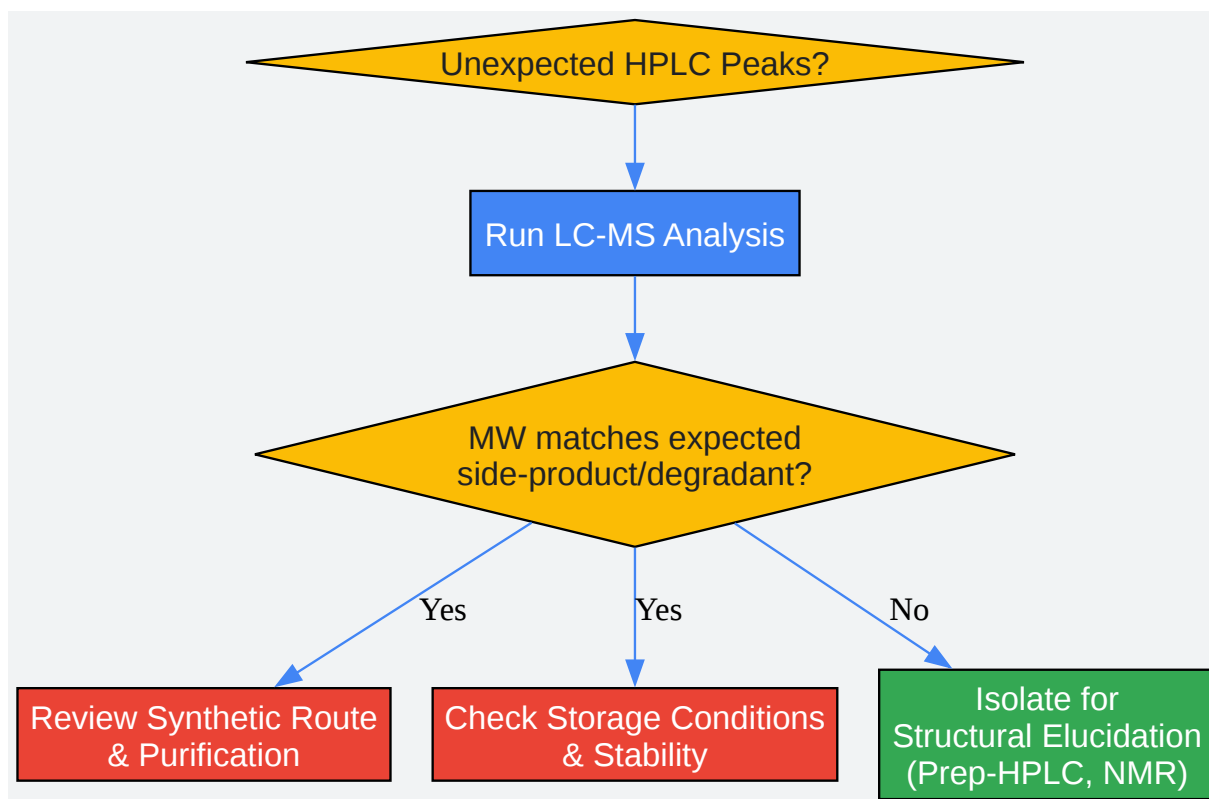 Unexpected HPLC Peaks?
Run LC-MS Analysis
MW matches expected
side-product/degradant?
Yes
Yes
No
Review Synthetic Route
& Purification
Check Storage Conditions
& Stability
Isolate for
Structural Elucidation
(Prep-HPLC, NMR)